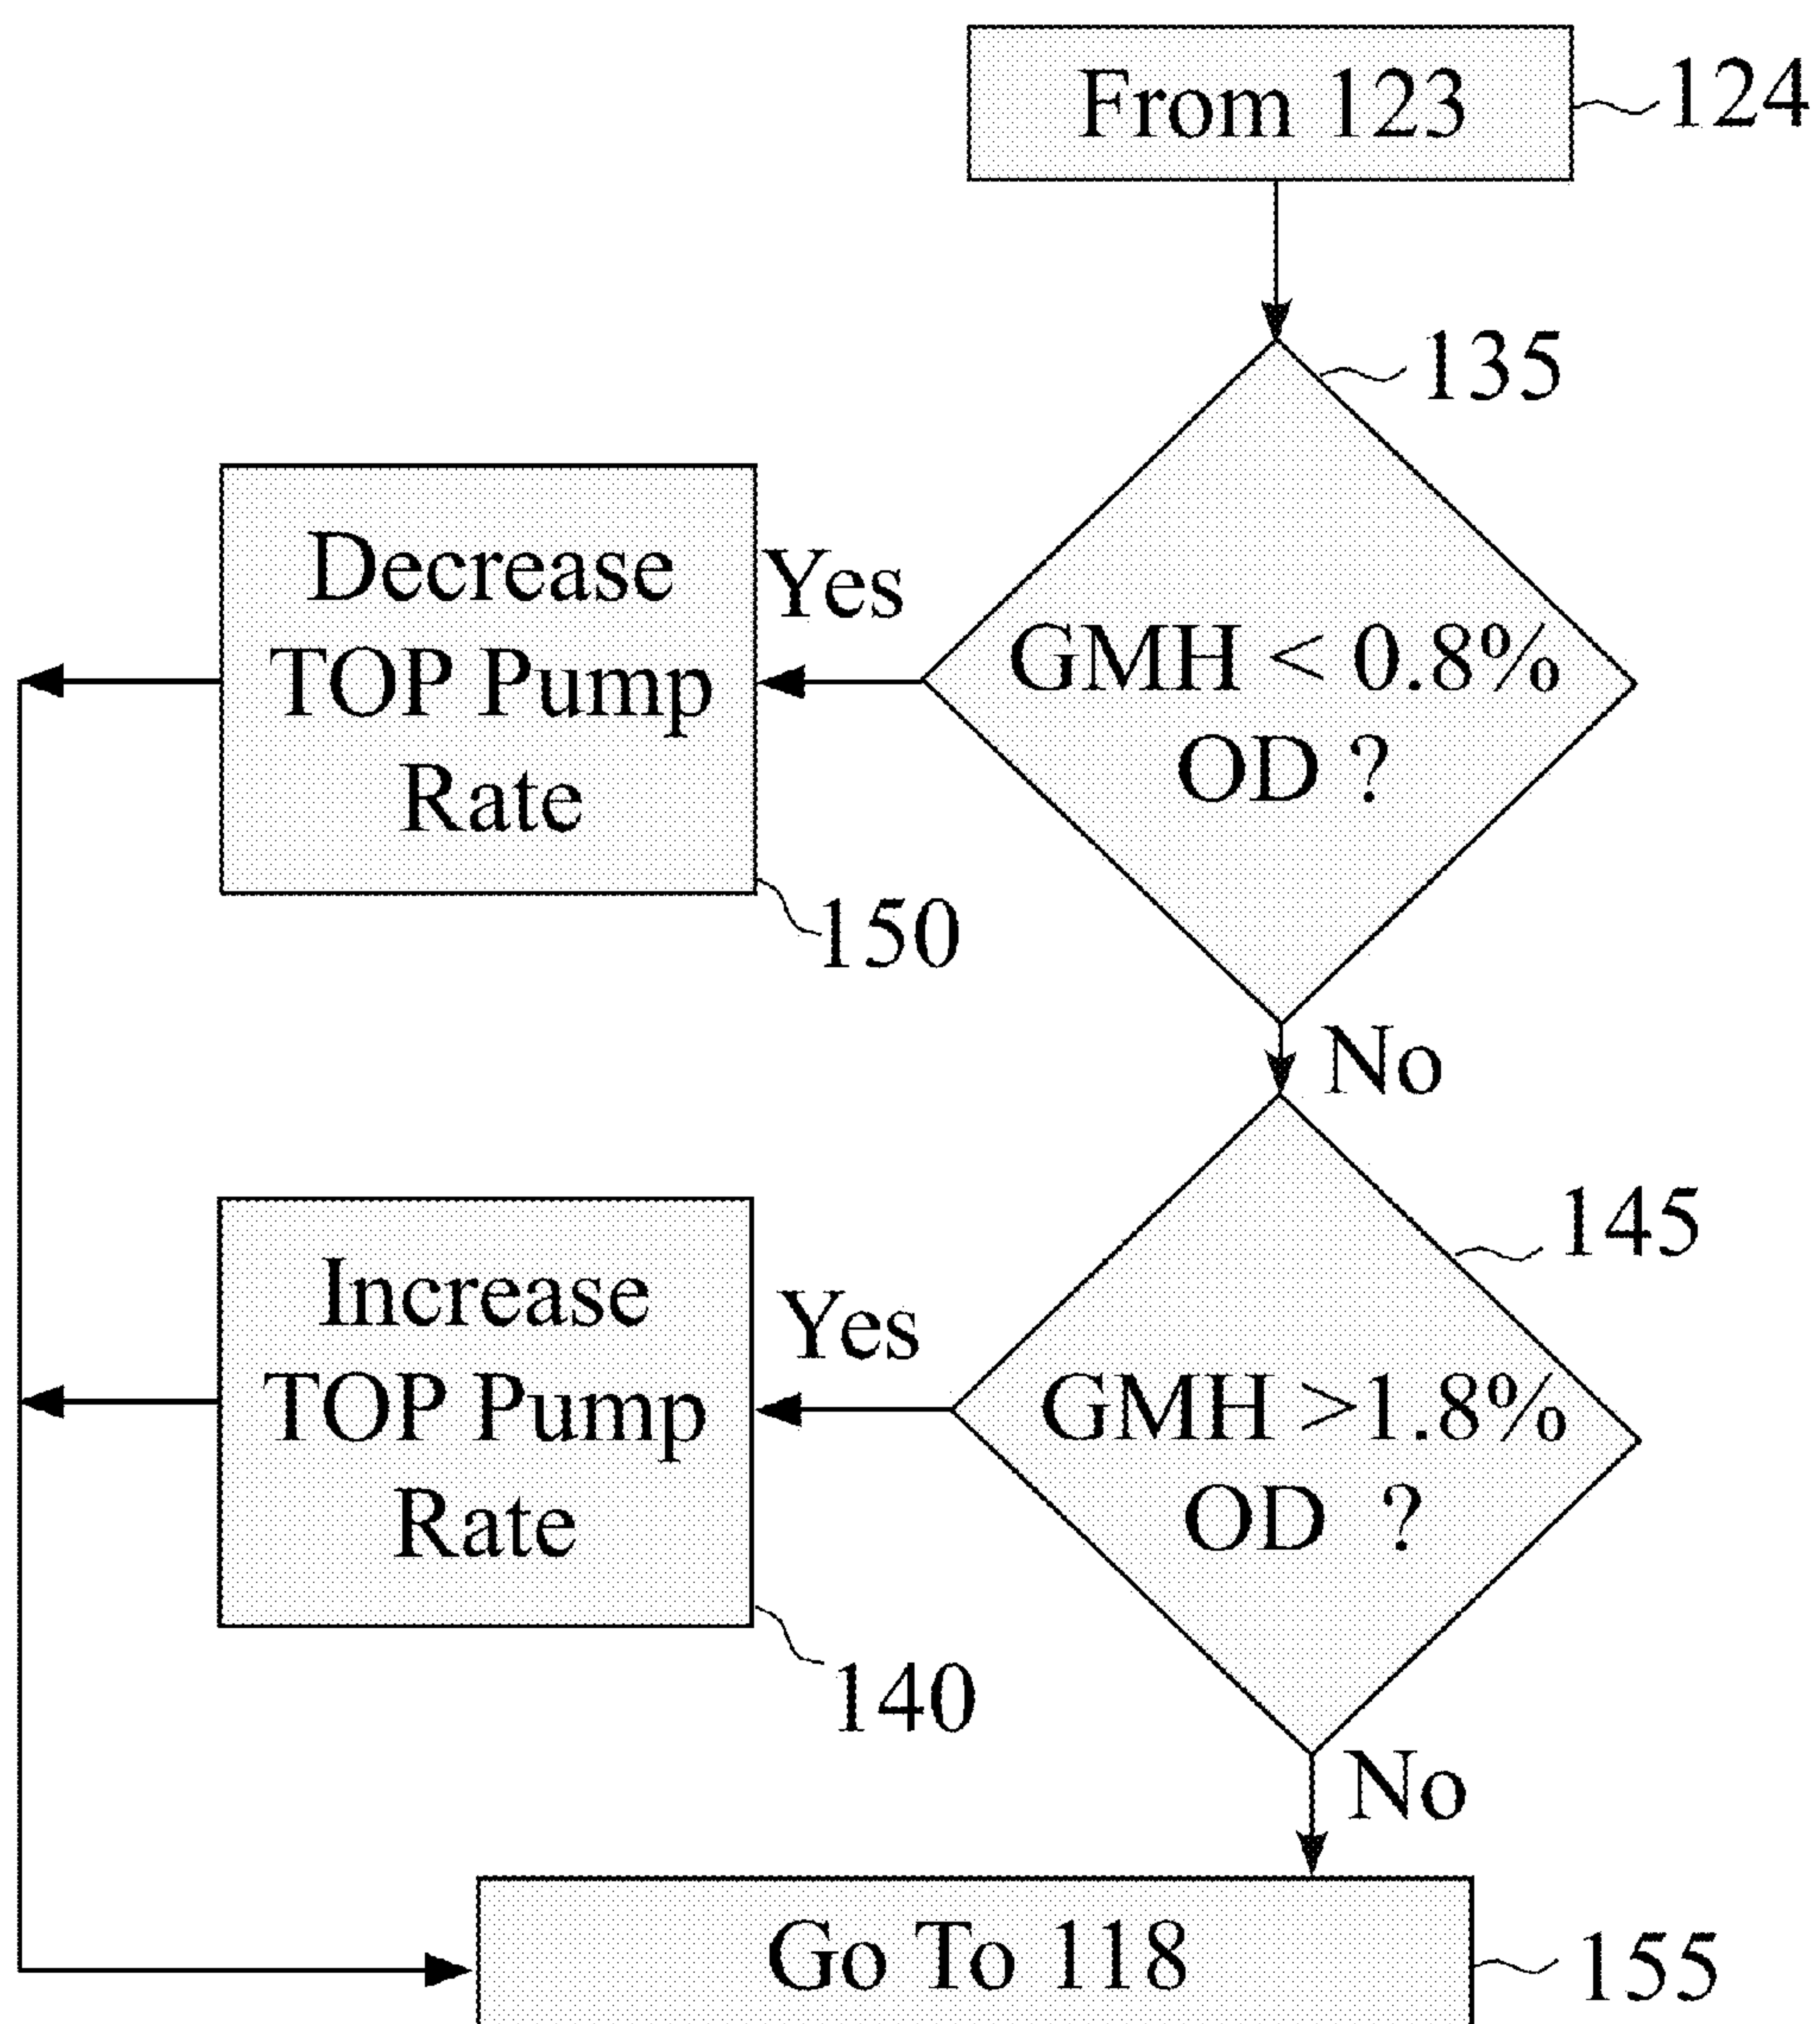 From 123
124
135
Decrease
TOP Pump
Rate
Yes
GMH < 0.8%
OD ?
150
No
145
Increase
TOP Pump
Rate
Yes
GMH >1.8%
OD ?
140
No
Go To 118
155